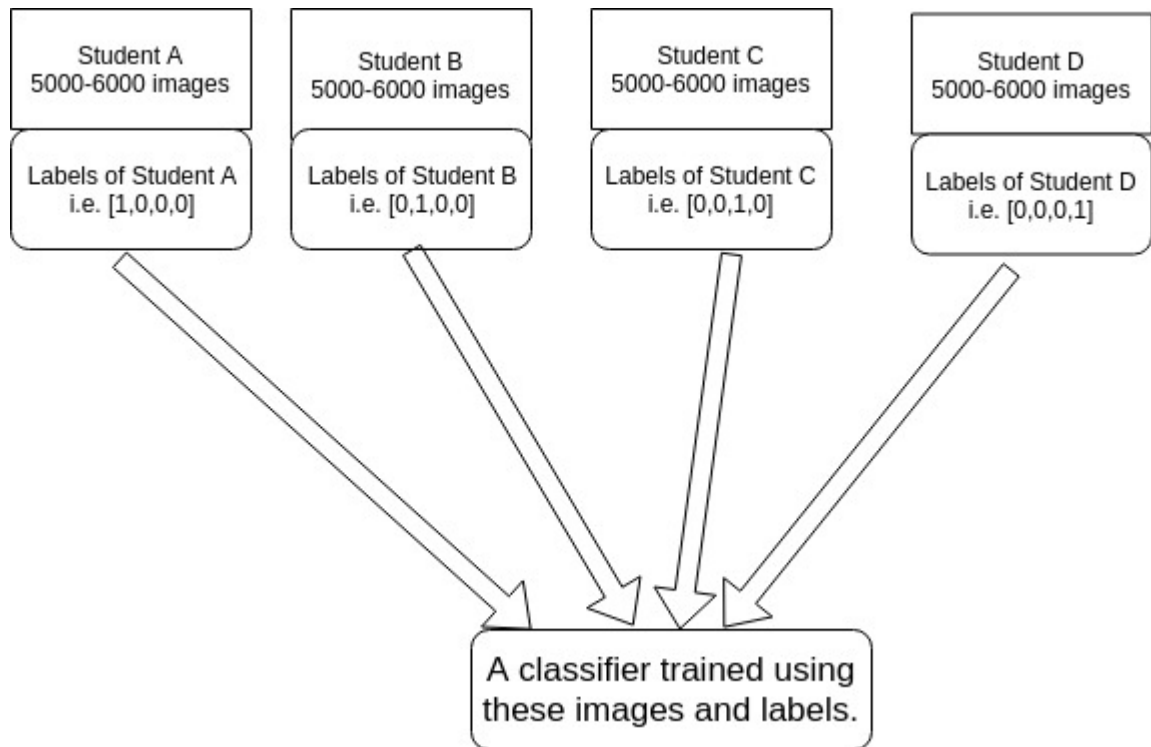 Student A
5000-6000 images
Labels of Student A
i.e. [1,0,0,0]
Student B
5000-6000 images
Labels of Student B
i.e. [0,1,0,0]
Student C
5000-6000 images
Labels of Student C
i.e. [0,0,1,0]
Student D
5000-6000 images
Labels of Student D
i.e. [0,0,0,1]
A classifier trained using
these images and labels.